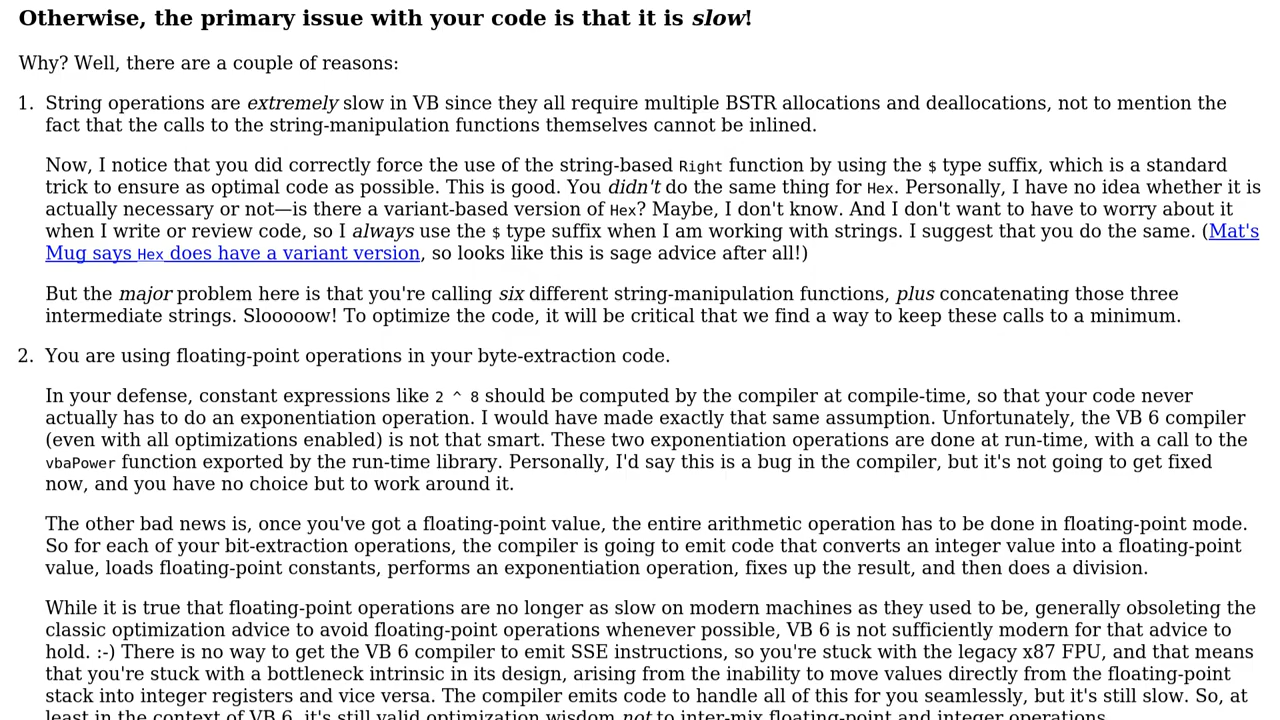 Otherwise, the primary issue with your code is that it is slow!
Why? Well, there are a couple of reasons:
1. String operations are extremely slow in VB since they all require multiple BSTR allocations and deallocations, not to mention the
fact that the calls to the string-manipulation functions themselves cannot be inlined.
Now, I notice that you did correctly force the use of the string-based Right function by using the $ type suffix, which is a standard
trick to ensure as optimal code as possible. This is good. You didn't do the same thing for Hex. Personally, I have no idea whether it is
actually necessary or not—is there a variant-based version of Hex? Maybe, I don't know. And I don't want to have to worry about it
when I write or review code, so I always use the $ type suffix when I am working with strings. I suggest that you do the same. (Mat's
Mug says Hex does have a variant version, so looks like this is sage advice after all!)
But the major problem here is that you're calling six different string-manipulation functions, plus concatenating those three
intermediate strings. Slooooow! To optimize the code, it will be critical that we find a way to keep these calls to a minimum.
2. You are using floating-point operations in your byte-extraction code.
In your defense, constant expressions like 2 ^ 8 should be computed by the compiler at compile-time, so that your code never
actually has to do an exponentiation operation. I would have made exactly that same assumption. Unfortunately, the VB 6 compiler
(even with all optimizations enabled) is not that smart. These two exponentiation operations are done at run-time, with a call to the
vbaPower function exported by the run-time library. Personally, I'd say this is a bug in the compiler, but it's not going to get fixed
now, and you have no choice but to work around it.
The other bad news is, once you've got a floating-point value, the entire arithmetic operation has to be done in floating-point mode.
So for each of your bit-extraction operations, the compiler is going to emit code that converts an integer value into a floating-point
value, loads floating-point constants, performs an exponentiation operation, fixes up the result, and then does a division.
While it is true that floating-point operations are no longer as slow on modern machines as they used to be, generally obsoleting the
classic optimization advice to avoid floating-point operations whenever possible, VB 6 is not sufficiently modern for that advice to
hold. :-) There is no way to get the VB 6 compiler to emit SSE instructions, so you're stuck with the legacy x87 FPU, and that means
that you're stuck with a bottleneck intrinsic in its design, arising from the inability to move values directly from the floating-point
stack into integer registers and vice versa. The compiler emits code to handle all of this for you seamlessly, but it's still slow. So, at
least in the context of VB 6, it's still valid optimization wisdom not to inter-mix floating-point and integer operations.